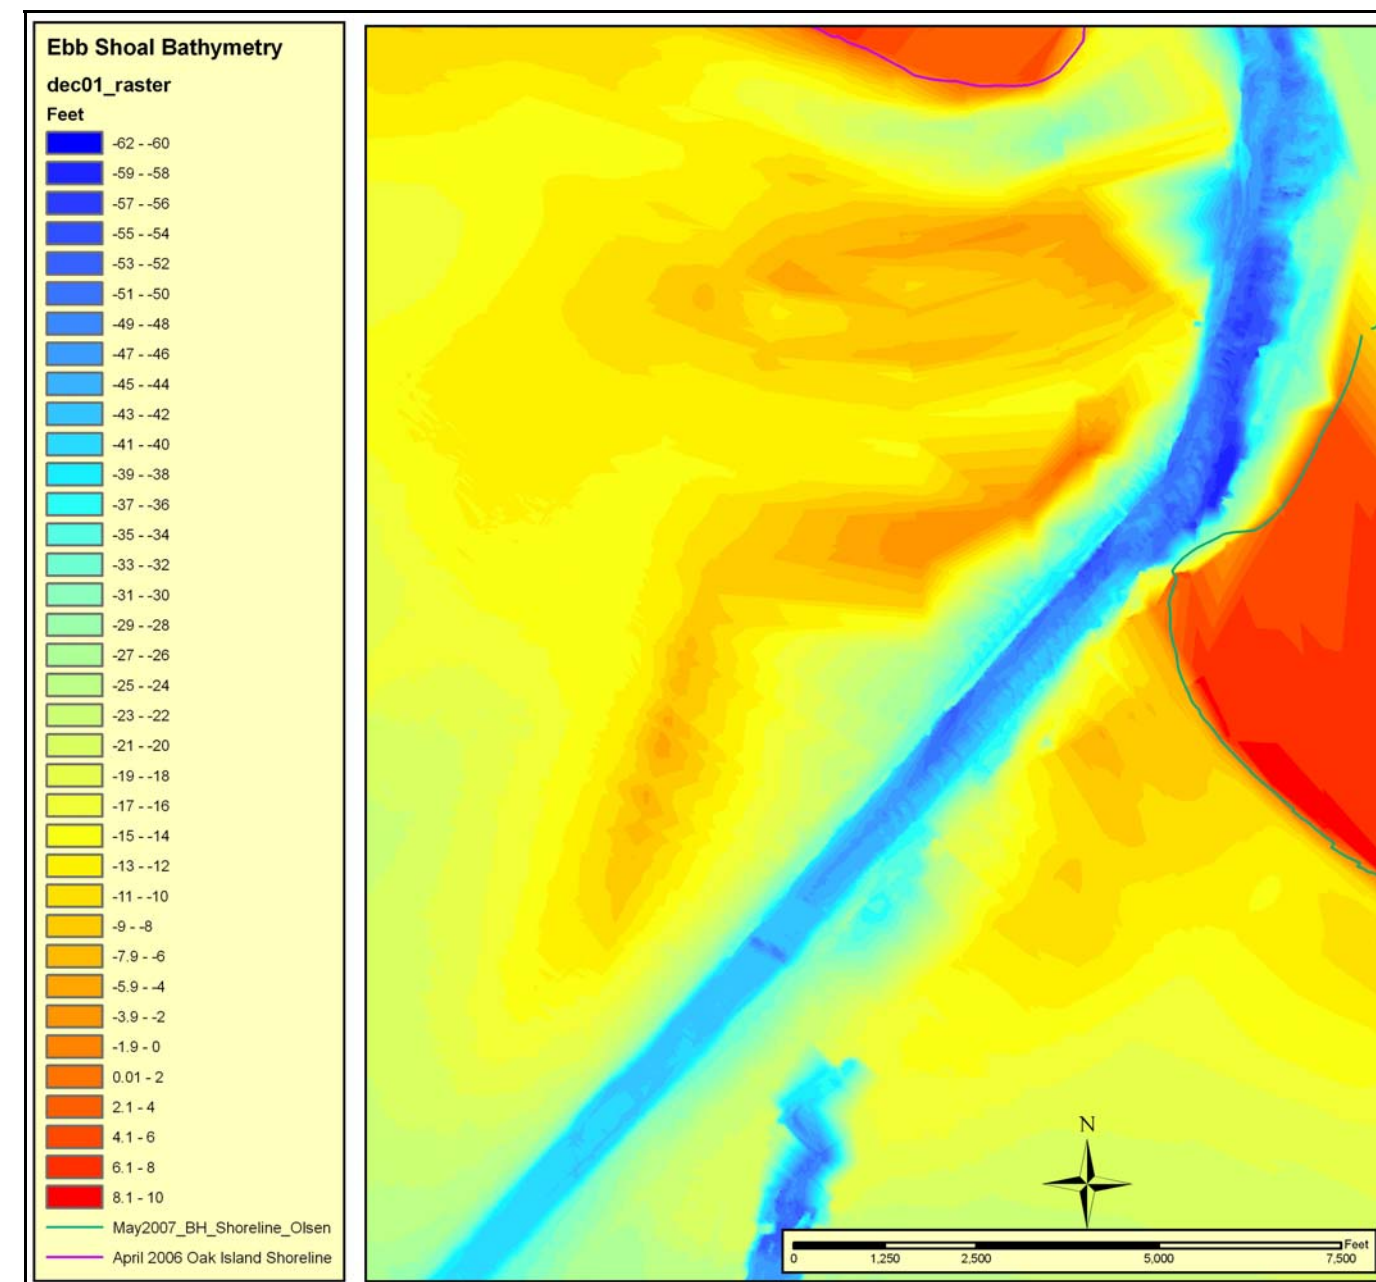 Ebb Shoal Bathymetry
dec01_raster
Feet
-62 - -60
-59 - -58
-57 - -56
-55 - -54
-53 - -52
-51 - -50
-49 - -48
-47 - -46
-45 - -44
-43 - -42
-41 - -40
-39 - -38
-37 - -36
-35 - -34
-33 - -32
-31 - -30
-29 - -28
-27 - -26
-25 - -24
-23 - -22
-21 - -20
-19 - -18
-17 - -16
-15 - -14
-13 - -12
-11 - -10
-9 - -8
-7.9 - -6
-5.9 - -4
-3.9 - -2
-1.9 - 0
0.01 - 2
2.1 - 4
4.1 - 6
6.1 - 8
8.1 - 10
May2007_BH_Shoreline_Olsen
April 2006 Oak Island Shoreline
N
Feet
0 1,250 2,500 5,000 7,500